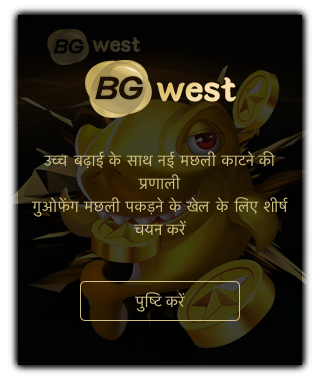 BG west
BG west
उच्च बढ़ाई के साथ नई मछली काटने की
प्रणाली
गुओफेंग मछली पकड़ने के खेल के लिए शीर्ष
चयन करें
पुष्टि करें